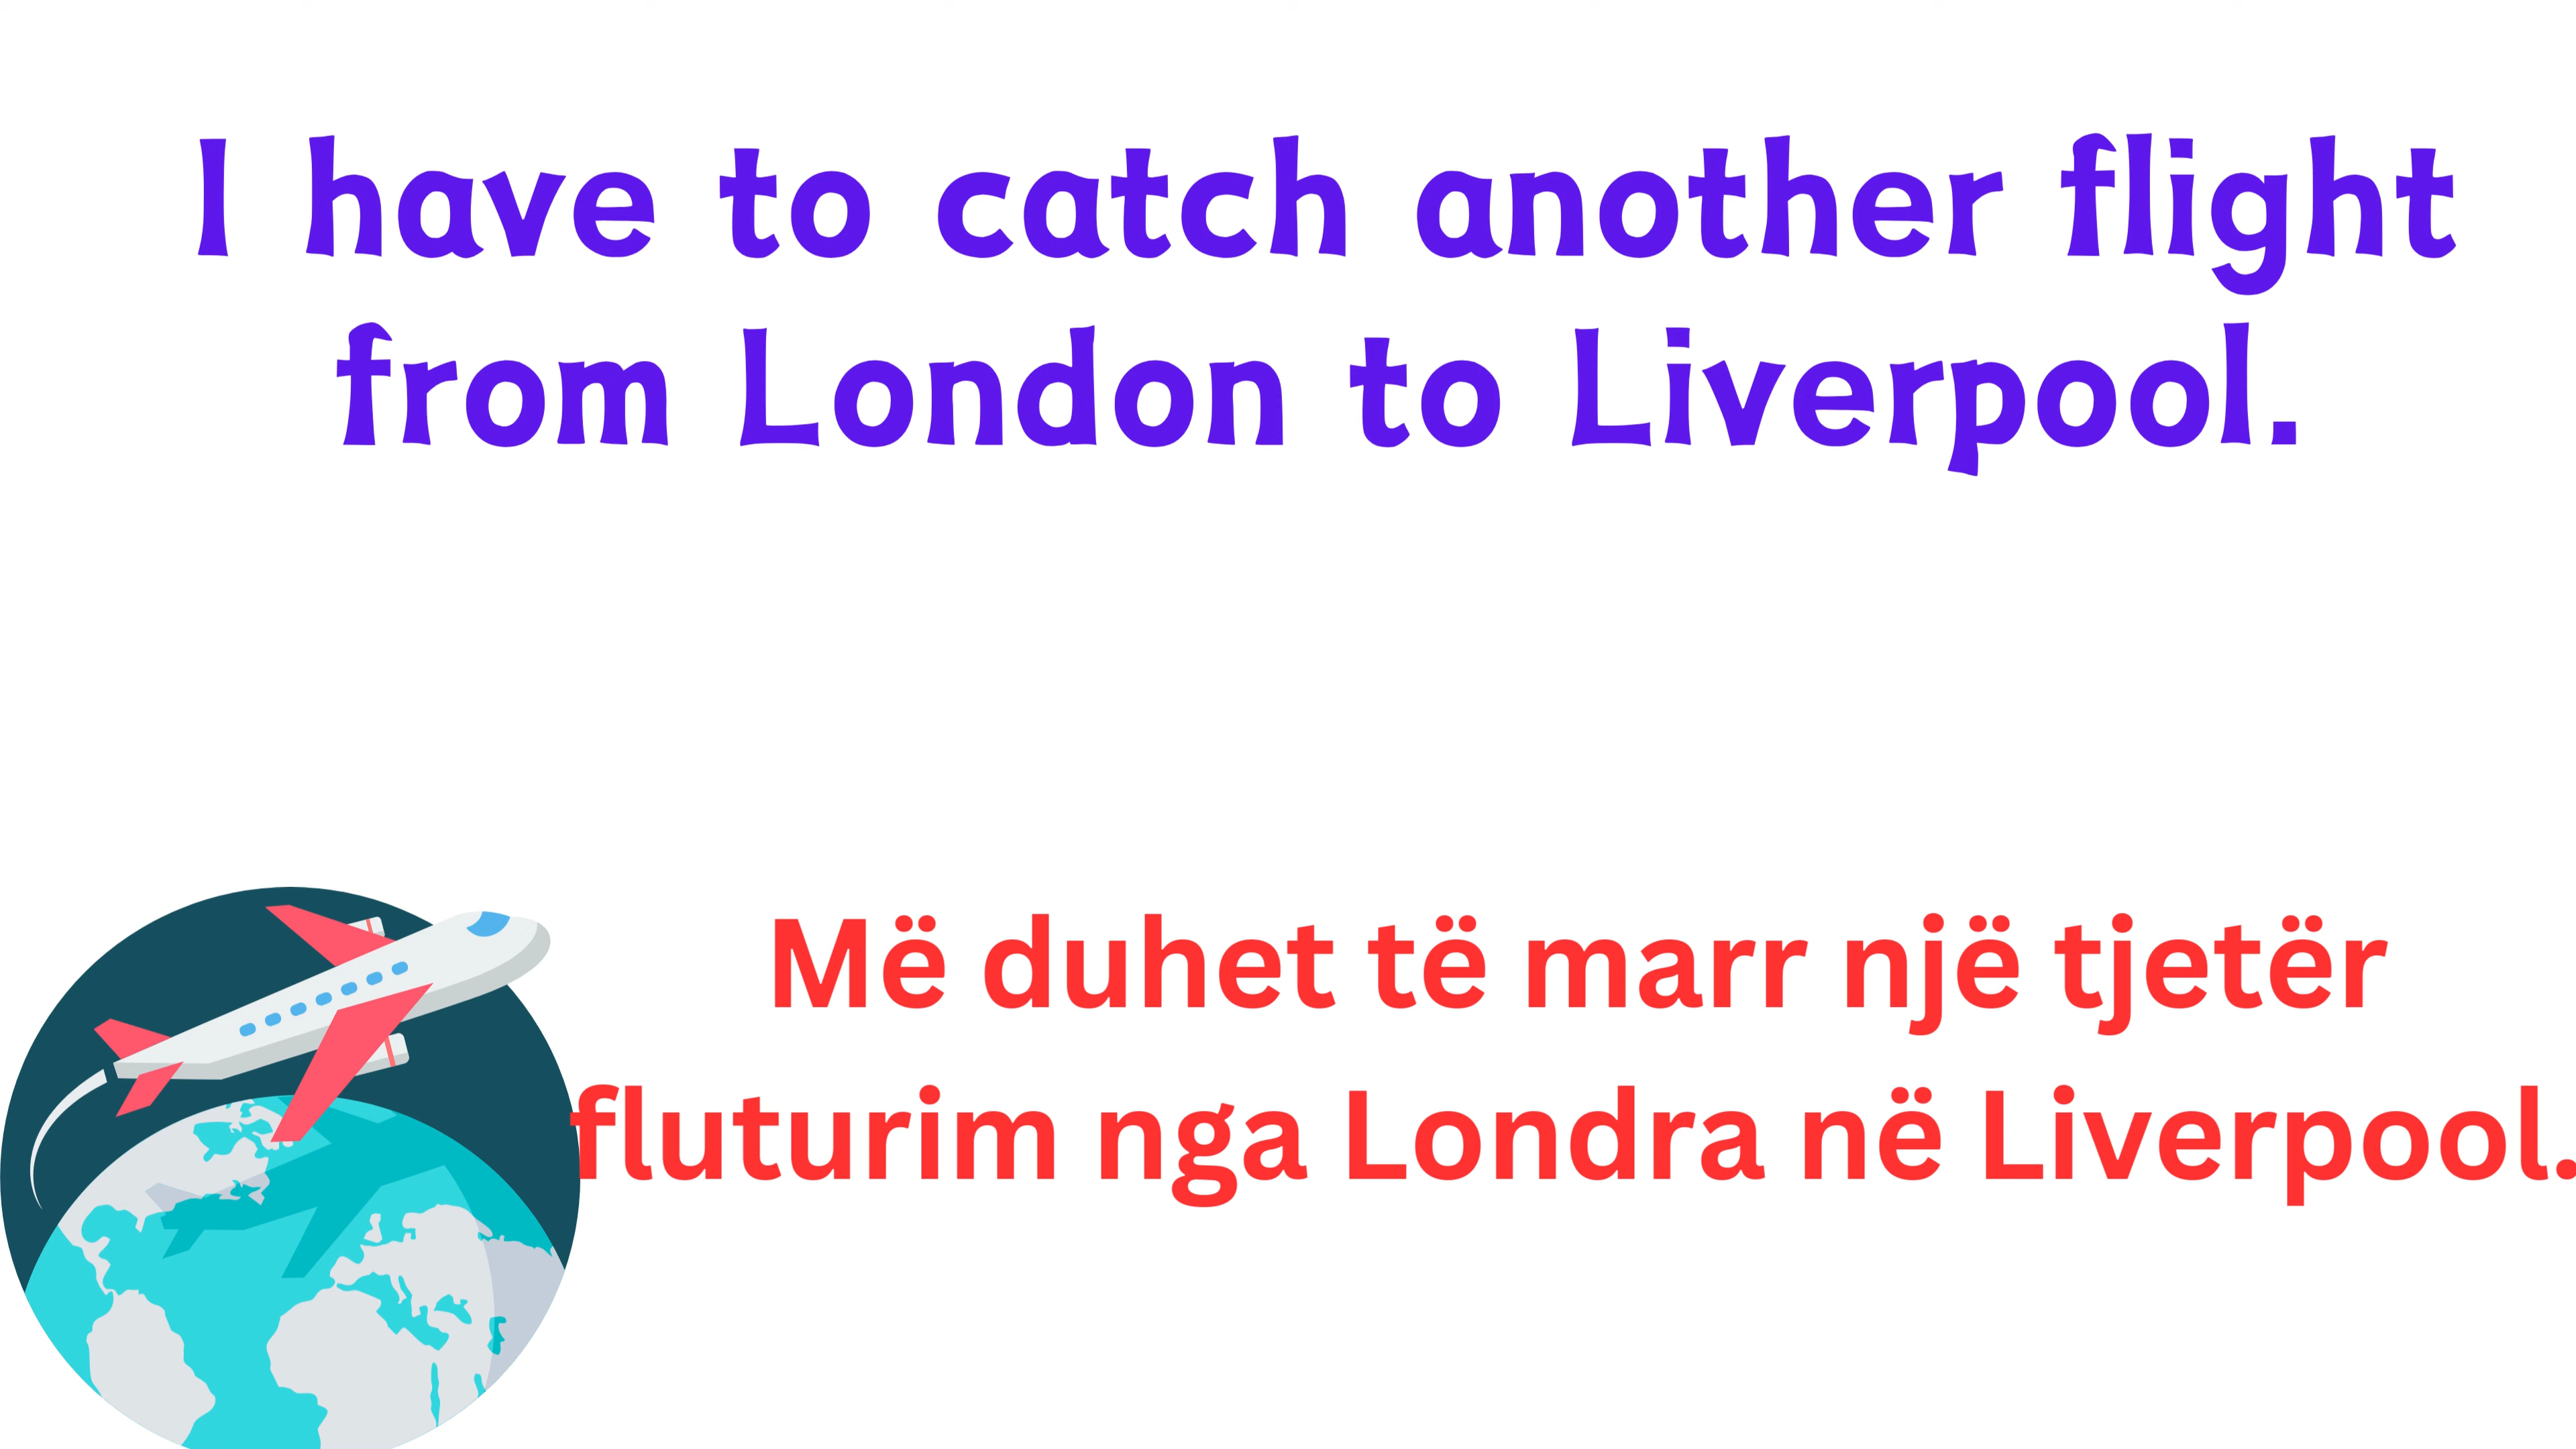 I have to catch another flight
from London to Liverpool.
Më duhet të marr një tjetër
fluturim nga Londra në Liverpool.